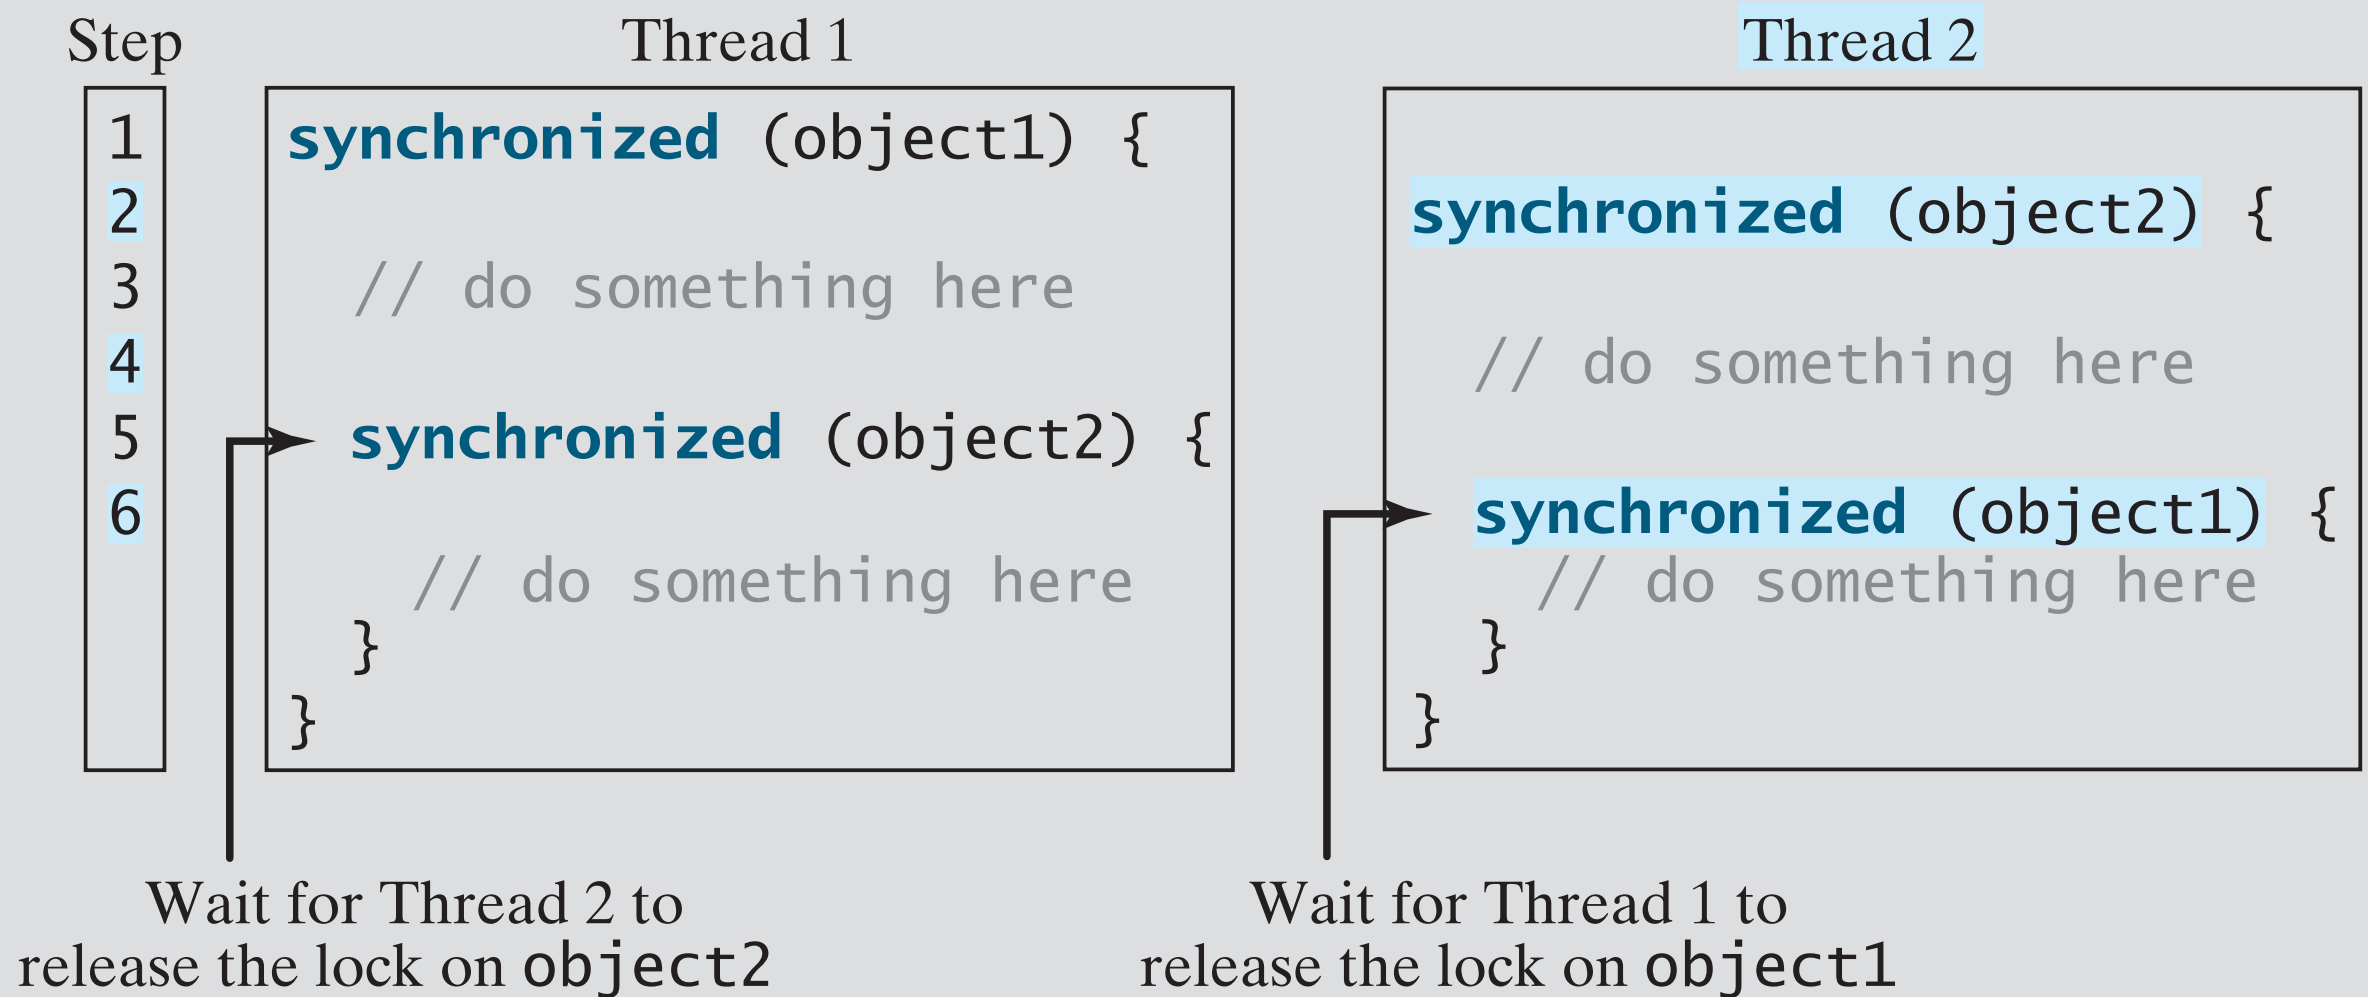 Step
1
2
3
4
5
6
Thread 1
synchronized (object1) {
// do something here
synchronized (object2) {
// do something here
}
}
Wait for Thread 2 to
release the lock on object2
Thread 2
synchronized (object2) {
// do something here
synchronized (object1) {
// do something here
}
}
Wait for Thread 1 to
release the lock on object1